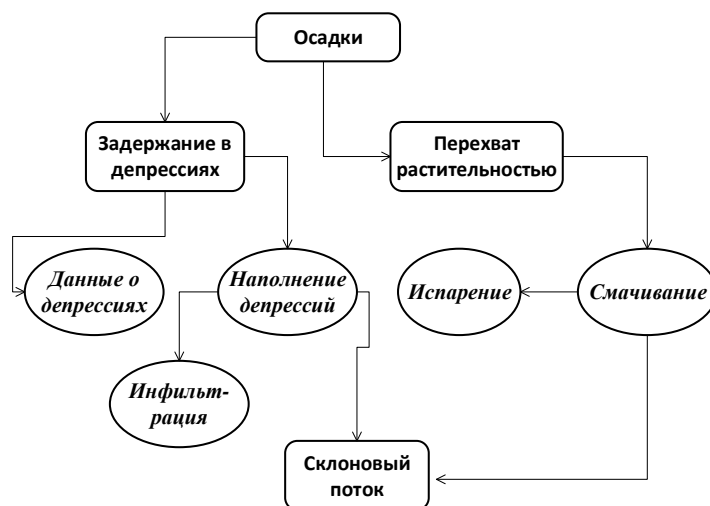 Осадки
Задержание в
депрессиях
Перехват
растительностью
Данные о
депрессиях
Наполнение
депрессий
Испарение
Смачивание
Инфильт-
рация
Склоновый
поток